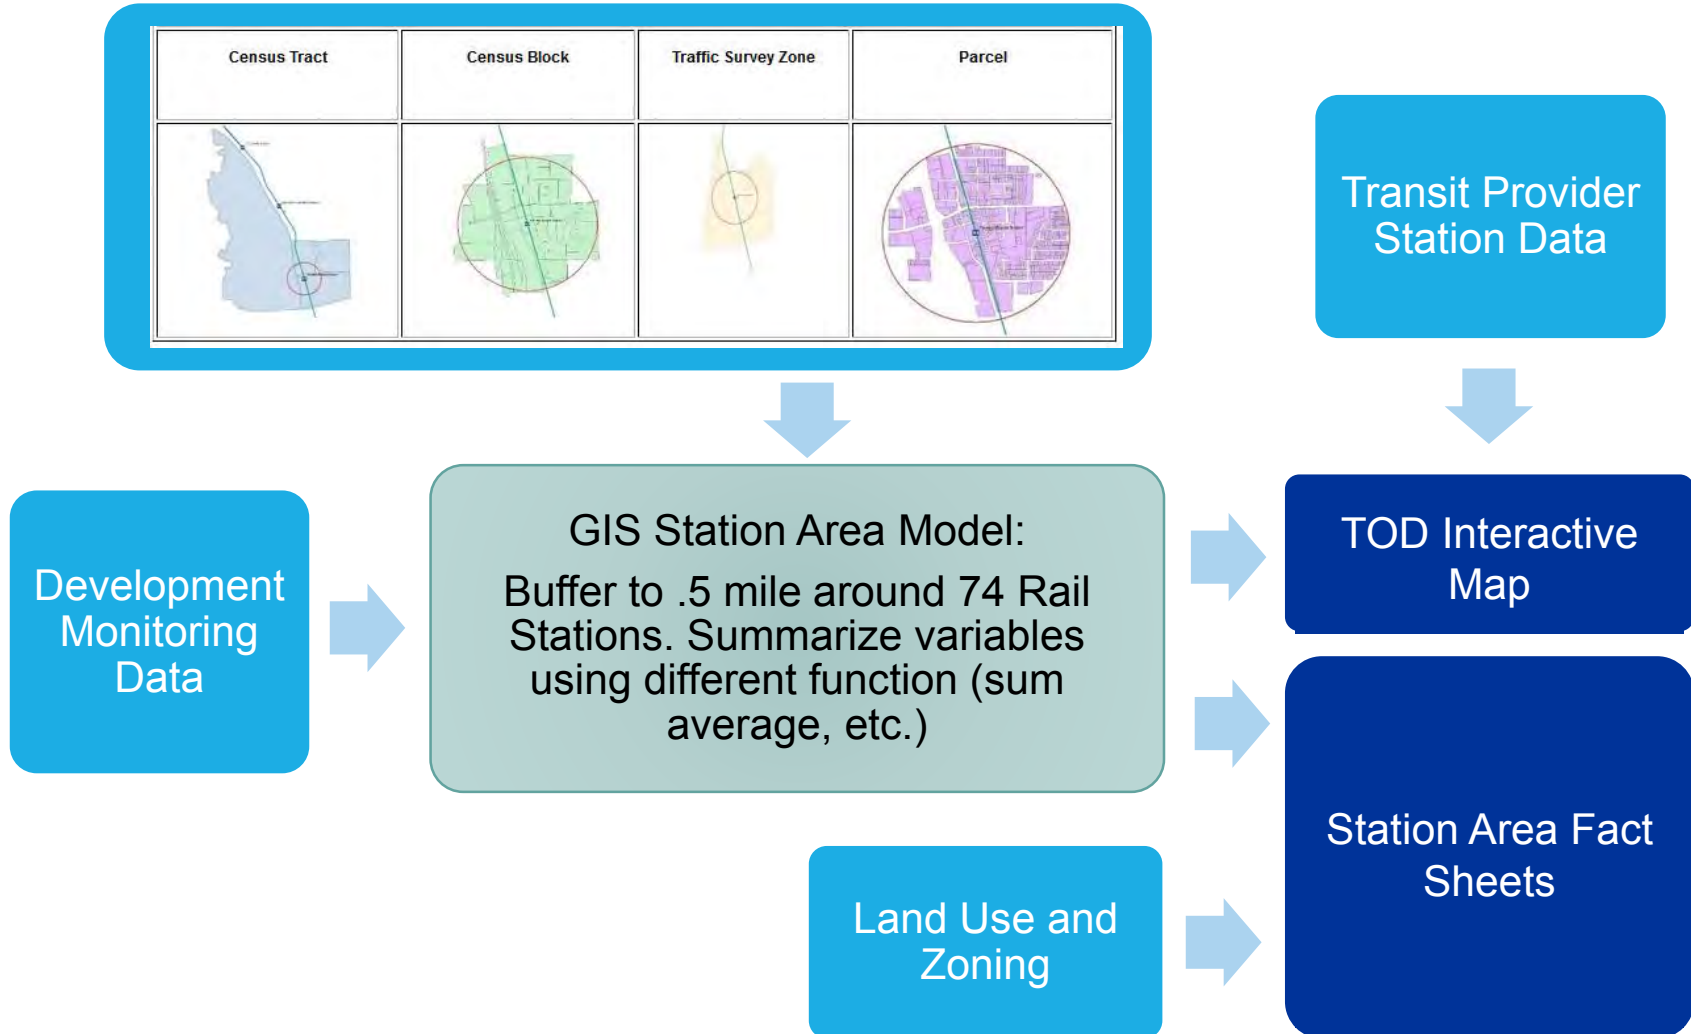 Census Tract
Census Block
Traffic Survey Zone
Parcel
Transit Provider
Station Data
Development
Monitoring
Data
GIS Station Area Model:
Buffer to .5 mile around 74 Rail
Stations. Summarize variables
using different function (sum
average, etc.)
TOD Interactive
Map
Station Area Fact
Sheets
Land Use and
Zoning